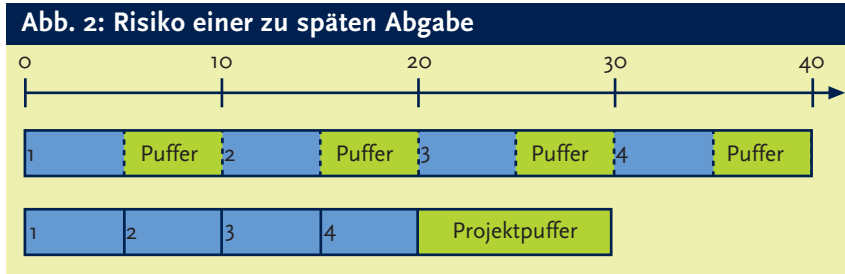 Abb. 2: Risiko einer zu späten Abgabe
0 10 20 30 40
1 Puffer 2 Puffer 3 Puffer 4 Puffer
1 2 3 4 Projektpuffer